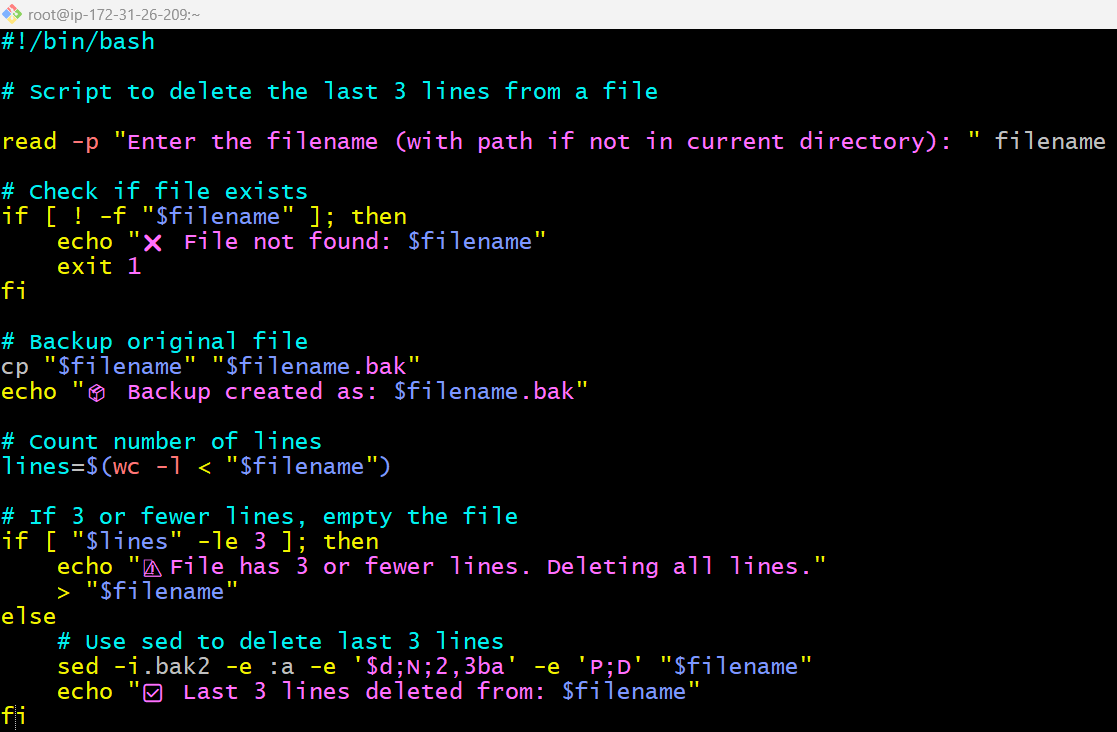 root@ip-172-31-26-209:~
#!/bin/bash
# Script to delete the last 3 lines from a file
read -p "Enter the filename (with path if not in current directory): " filename
# Check if file exists
if [ ! -f "$filename" ]; then
    echo "❌ File not found: $filename"
    exit 1
fi
# Backup original file
cp "$filename" "$filename.bak"
echo "📦 Backup created as: $filename.bak"
# Count number of lines
lines=$(wc -l < "$filename")
# If 3 or fewer lines, empty the file
if [ "$lines" -le 3 ]; then
    echo "⚠️ File has 3 or fewer lines. Deleting all lines."
    > "$filename"
else
    # Use sed to delete last 3 lines
    sed -i.bak2 -e :a -e '$d;N;2,3ba' -e 'P;D' "$filename"
    echo "✅ Last 3 lines deleted from: $filename"
fi